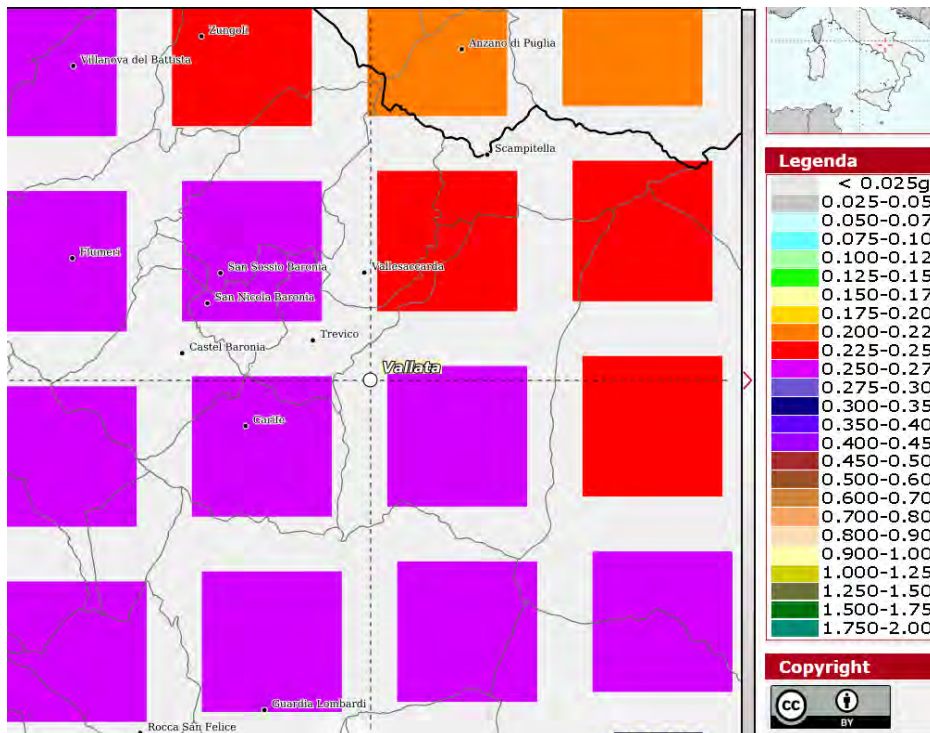 Zungoli
Anzano di Puglia
Villanova del Battista
Scampitella
Flumeri
San Sossio Baronia
Vallesaccarda
San Nicola Baronia
Trevico
Castel Baronia
Vallata
Carife
Guardia Lombardi
Rocca San Felice
Legenda
< 0.025g
0.025-0.05
0.050-0.07
0.075-0.10
0.100-0.12
0.125-0.15
0.150-0.17
0.175-0.20
0.200-0.22
0.225-0.25
0.250-0.27
0.275-0.30
0.300-0.35
0.350-0.40
0.400-0.45
0.450-0.50
0.500-0.60
0.600-0.70
0.700-0.80
0.800-0.90
0.900-1.00
1.000-1.25
1.250-1.50
1.500-1.75
1.750-2.00
Copyright
CC
BY